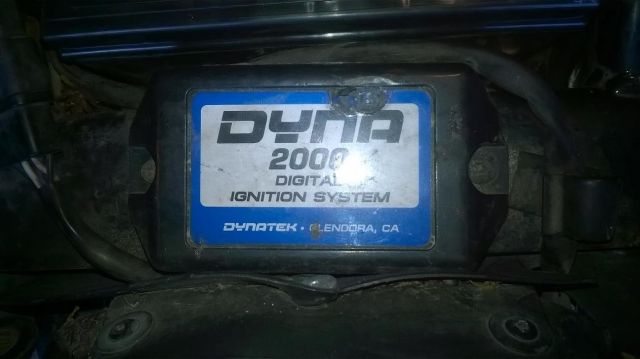 DYNA
2000
DIGITAL
IGNITION SYSTEM
DYNATEK • GLENDORA, CA